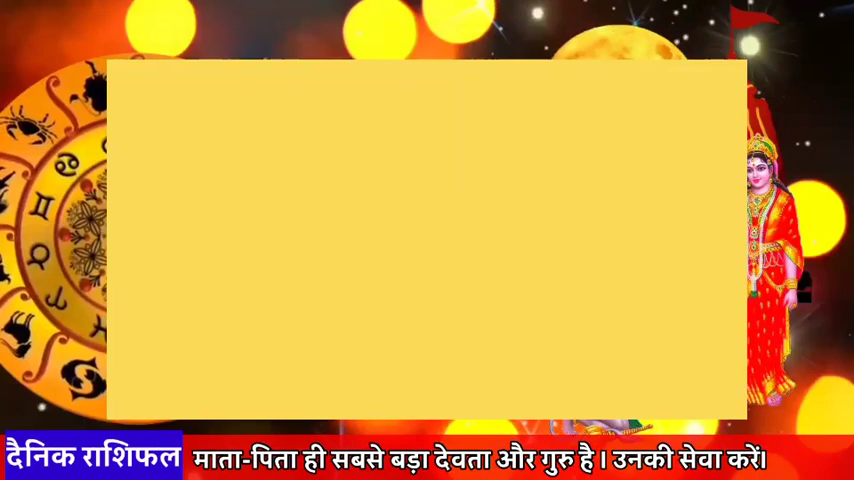 दैनिक राशिफल
माता-पिता ही सबसे बड़ा देवता और गुरु है । उनकी सेवा करें।